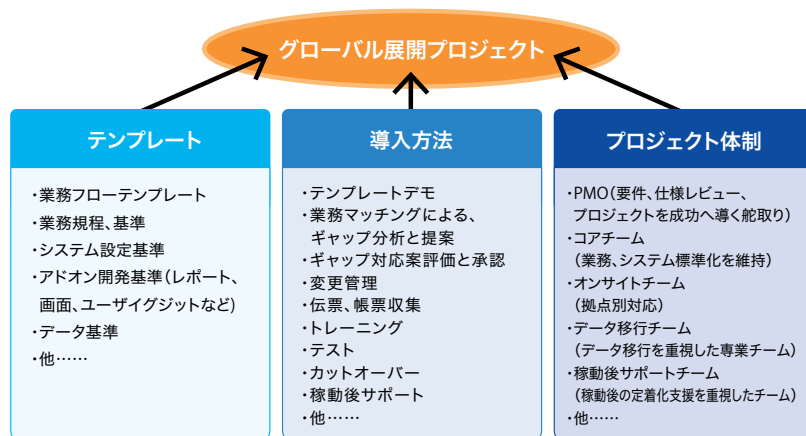 グローバル展開プロジェクト
テンプレート
・業務フローテンプレート
・業務規程、基準
・システム設定基準
・アドオン開発基準(レポート、
画面、ユーザイグジットなど)
・データ基準
・他……
導入方法
・テンプレートデモ
・業務マッチングによる、
ギャップ分析と提案
・ギャップ対応案評価と承認
・変更管理
・伝票、帳票収集
・トレーニング
・テスト
・カットオーバー
・稼動後サポート
・他……
プロジェクト体制
・PMO(要件、仕様レビュー、
プロジェクトを成功へ導く舵取り)
・コアチーム
(業務、システム標準化を維持)
・オンサイトチーム
(拠点別対応)
・データ移行チーム
(データ移行を重視した専業チーム)
・稼動後サポートチーム
(稼動後の定着化支援を重視したチーム)
・他……